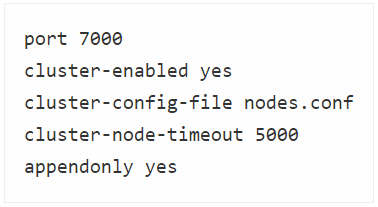 port 7000
cluster-enabled yes
cluster-config-file nodes.conf
cluster-node-timeout 5000
appendonly yes